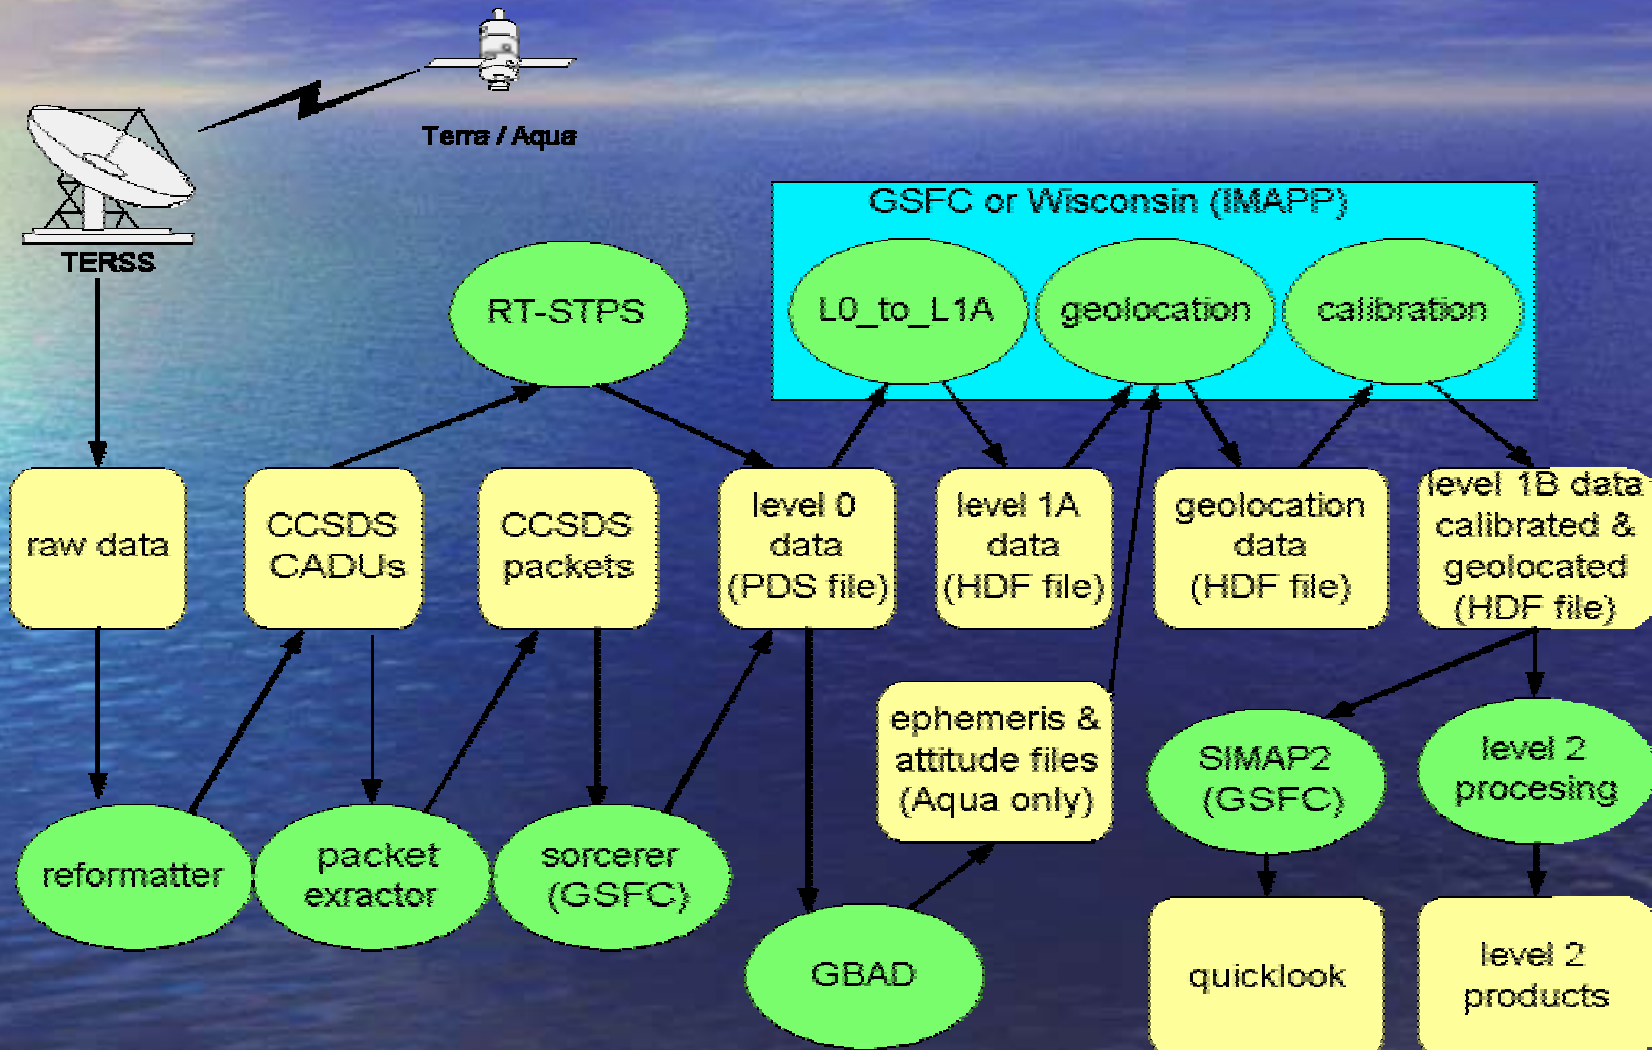 Terra / Aqua
TERSS
GSFC or Wisconsin (IMAPP)
RT-STPS
L0_to_L1A
geolocation
calibration
raw data
CCSDS
CADUs
CCSDS
packets
level 0
data
(PDS file)
level 1A
data
(HDF file)
geolocation
data
(HDF file)
level 1B data
calibrated &
geolocated
(HDF file)
ephemeris &
attitude files
(Aqua only)
SIMAP2
(GSFC)
level 2
procesing
reformatter
packet
exractor
sorcerer
(GSFC)
GBAD
quicklook
level 2
products